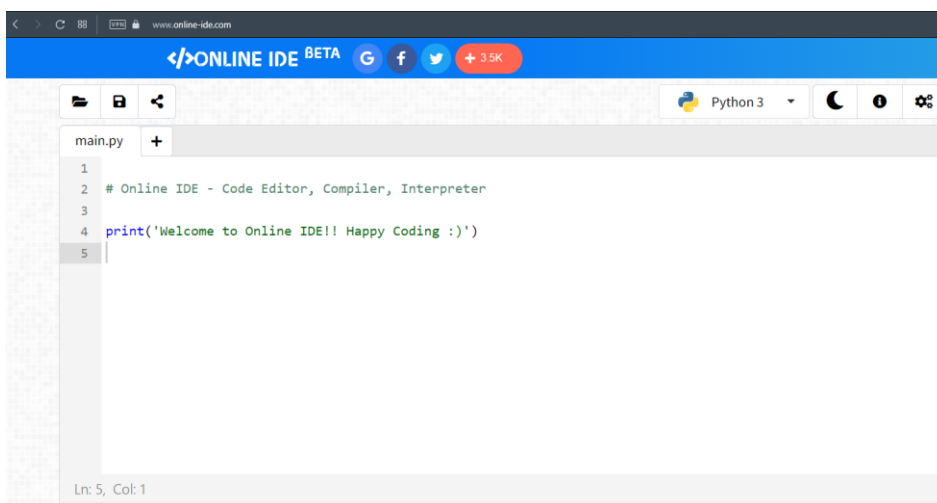 VPN www.online-ide.com
</>ONLINE IDE BETA G f + 3.5K
Python 3
main.py +
1
2 # Online IDE - Code Editor, Compiler, Interpreter
3
4 print('Welcome to Online IDE!! Happy Coding :)')
5
Ln: 5, Col: 1